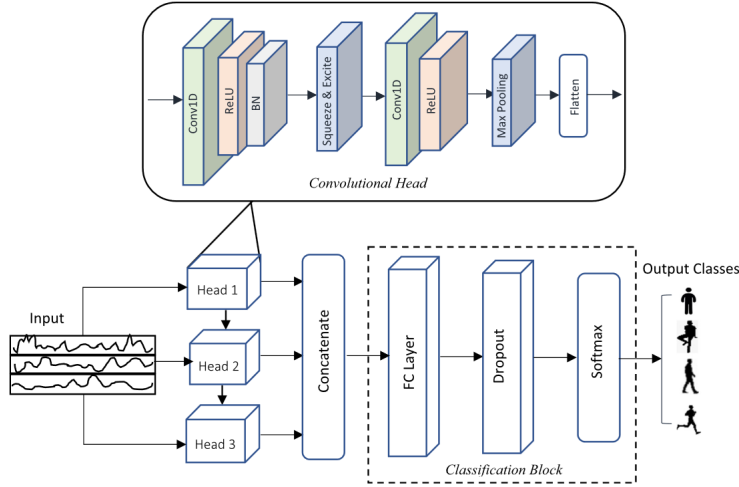 Conv1D
ReLU
BN
Squeeze & Excite
Conv1D
ReLU
Max Pooling
Flatten
Convolutional Head
Input
Head 1
Head 2
Head 3
Concatenate
FC Layer
Dropout
Softmax
Classification Block
Output Classes